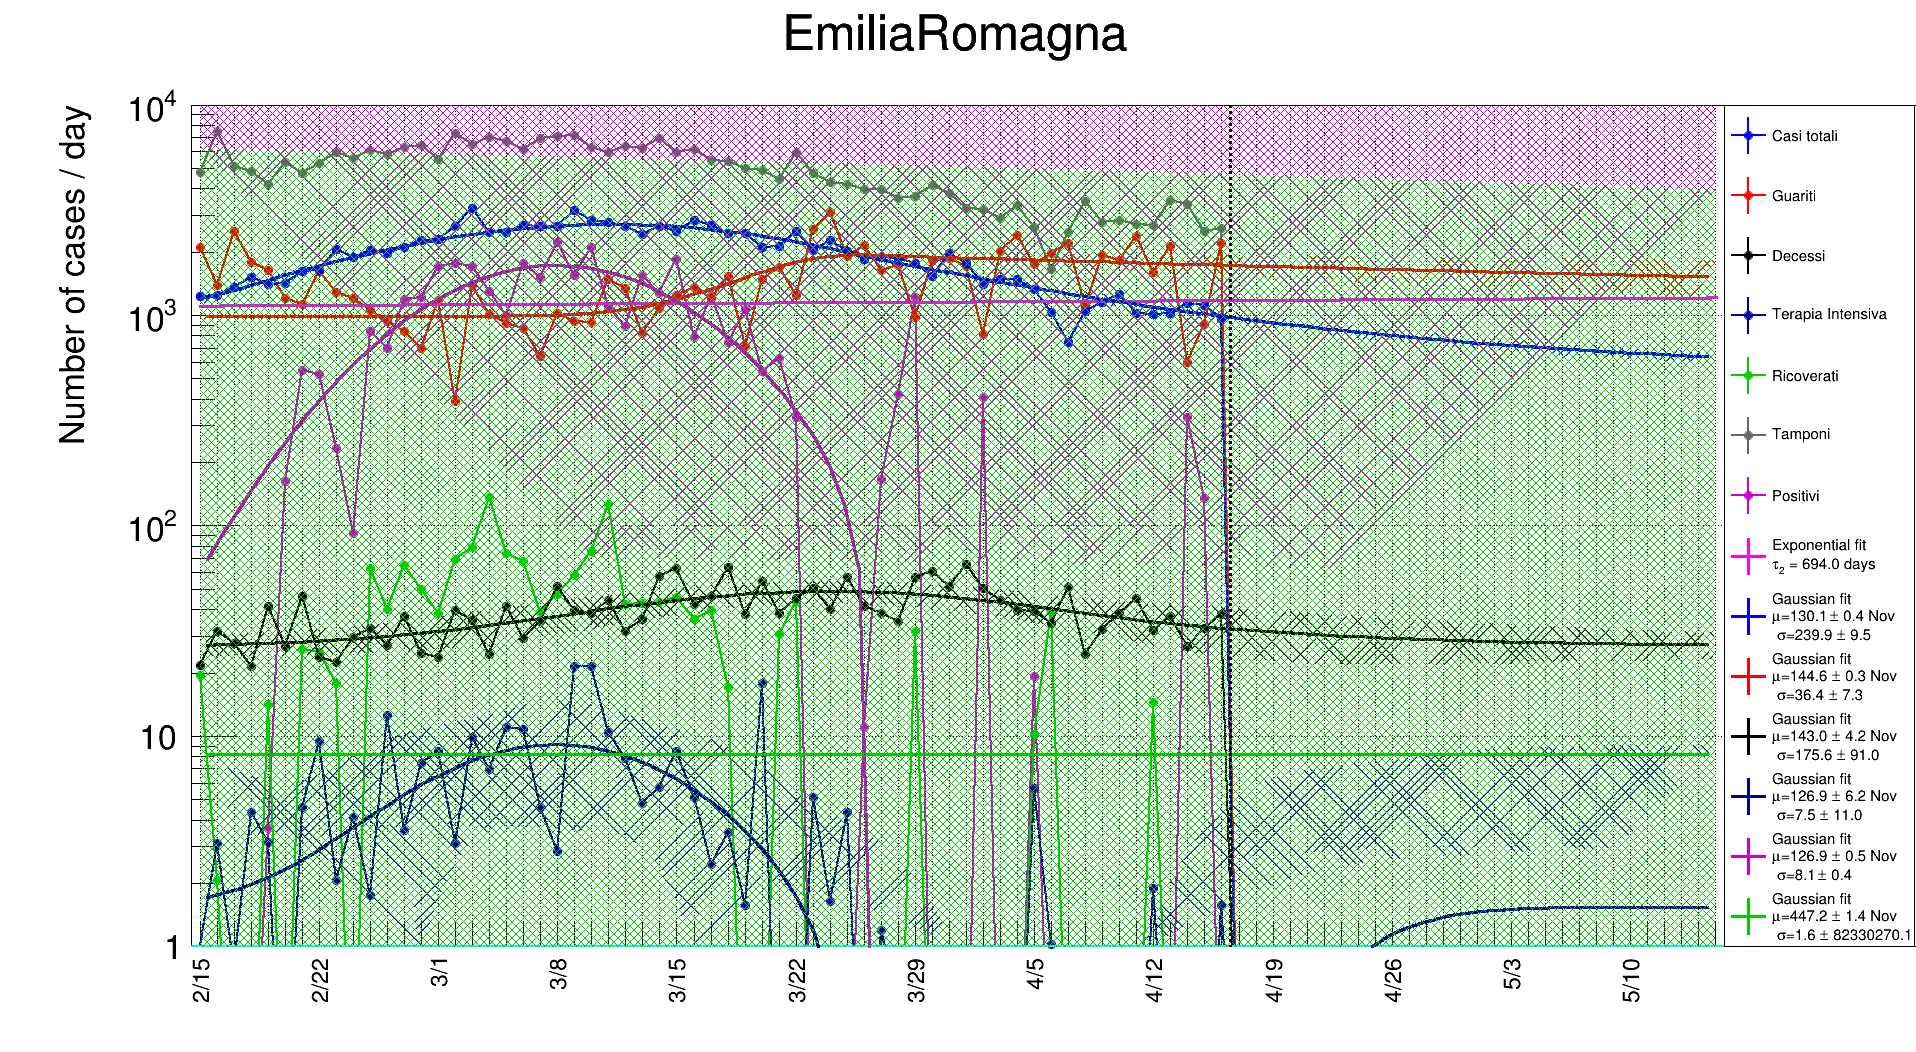 EmiliaRomagna
Number of cases / day
10⁴
10³
10²
10
1
2/15
2/22
3/1
3/8
3/15
3/22
3/29
4/5
4/12
4/19
4/26
5/3
5/10
Casi totali
Guariti
Decessi
Terapia Intensiva
Ricoverati
Tamponi
Positivi
Exponential fit
τ₂ = 694.0 days
Gaussian fit
μ=130.1 ± 0.4 Nov
σ=239.9 ± 9.5
Gaussian fit
μ=144.6 ± 0.3 Nov
σ=36.4 ± 7.3
Gaussian fit
μ=143.0 ± 4.2 Nov
σ=175.6 ± 91.0
Gaussian fit
μ=126.9 ± 6.2 Nov
σ=7.5 ± 11.0
Gaussian fit
μ=126.9 ± 0.5 Nov
σ=8.1 ± 0.4
Gaussian fit
μ=447.2 ± 1.4 Nov
σ=1.6 ± 82330270.1